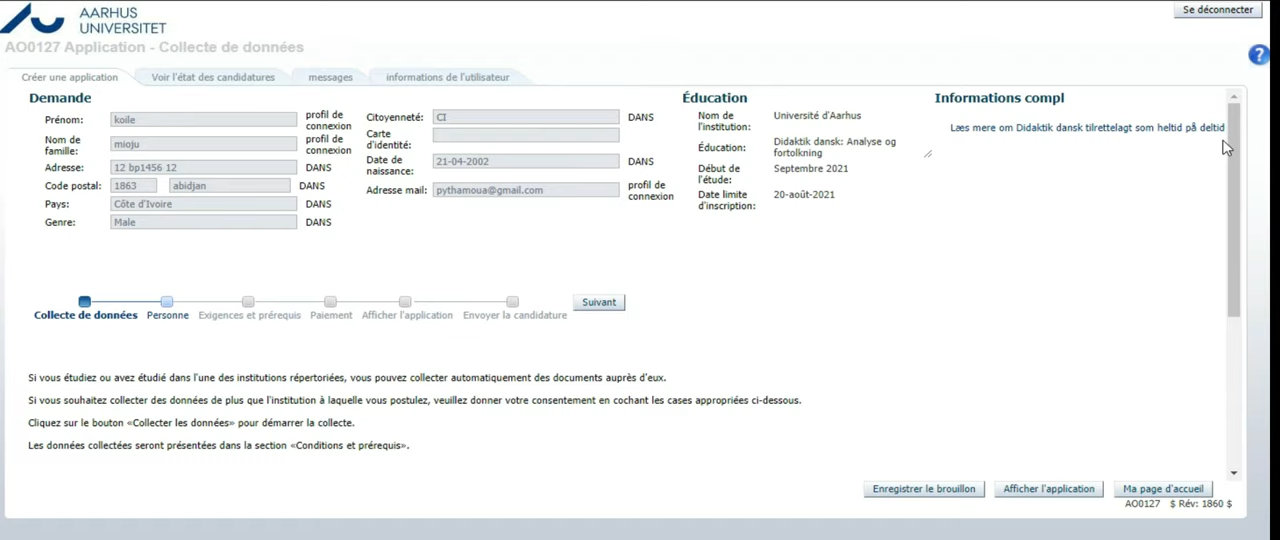 AARHUS
UNIVERSITET
Se déconnecter
AO0127 Application - Collecte de données
?
Créer une application
Voir l'état des candidatures
messages
informations de l'utilisateur
Demande
Prénom:
koile
profil de
connexion
Nom de
famille:
mioju
profil de
connexion
Adresse:
12 bp1456 12
DANS
Code postal:
1863
abidjan
DANS
Pays:
Côte d'Ivoire
DANS
Genre:
Male
DANS
Citoyenneté:
CI
DANS
Carte
d'identité:
Date de
naissance:
21-04-2002
DANS
Adresse mail:
pythamoua@gmail.com
profil de
connexion
Éducation
Nom de
l'institution:
Université d'Aarhus
Éducation:
Didaktik dansk: Analyse og
fortolkning
Début de
l'étude:
Septembre 2021
Date limite
d'inscription:
20-août-2021
Informations compl
Læs mere om Didaktik dansk tilrettelagt som heltid på deltid
Collecte de données
Personne
Exigences et prérequis
Paiement
Afficher l'application
Envoyer la candidature
Suivant
Si vous étudiez ou avez étudié dans l'une des institutions répertoriées, vous pouvez collecter automatiquement des documents auprès d'eux.
Si vous souhaitez collecter des données de plus que l'institution à laquelle vous postulez, veuillez donner votre consentement en cochant les cases appropriées ci-dessous.
Cliquez sur le bouton «Collecter les données» pour démarrer la collecte.
Les données collectées seront présentées dans la section «Conditions et prérequis».
Enregistrer le brouillon
Afficher l'application
Ma page d'accueil
AO0127 $ Rév: 1860 $